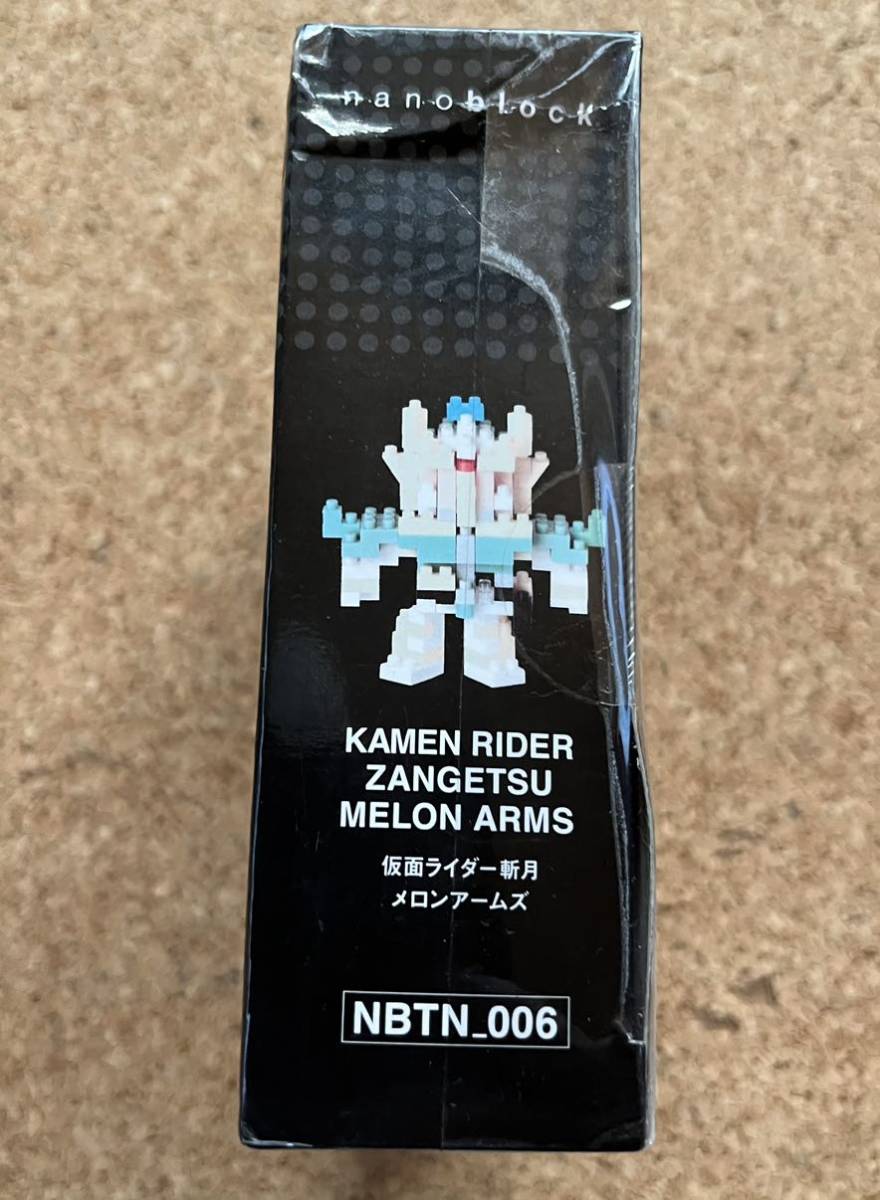 nanoblock
KAMEN RIDER
ZANGETSU
MELON ARMS
仮面ライダー斬月
メロンアームズ
NBTN_006